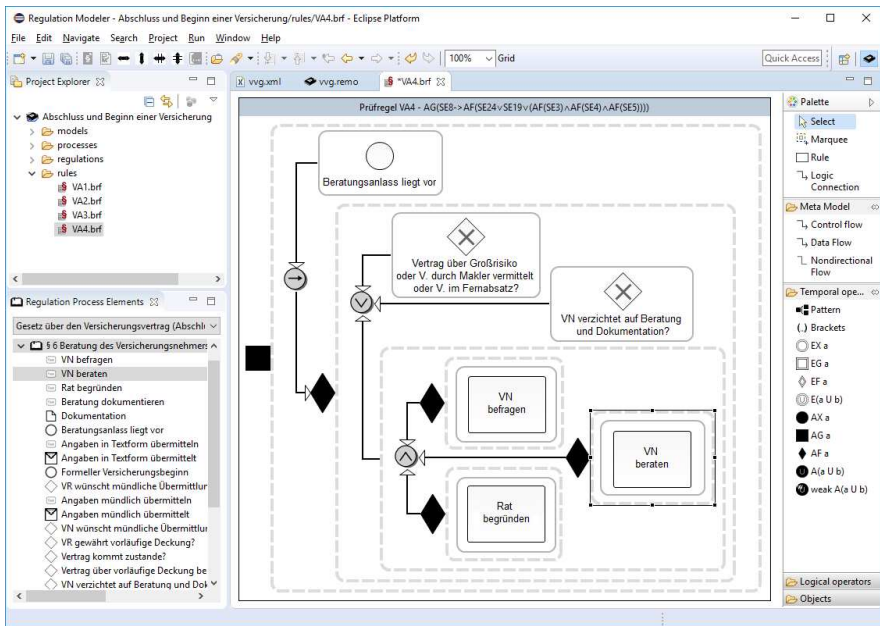 Regulation Modeler - Abschluss und Beginn einer Versicherung/rules/VA4.brf - Eclipse Platform
File Edit Navigate Search Project Run Window Help
100% Grid Quick Access
Project Explorer
Abschluss und Beginn einer Versicherung
models
processes
regulations
rules
VA1.brf
VA2.brf
VA3.brf
VA4.brf
Regulation Process Elements
Gesetz über den Versicherungsvertrag (Abschlu
§ 6 Beratung des Versicherungsnehmers
VN befragen
VN beraten
Rat begründen
Beratung dokumentieren
Dokumentation
Beratungsanlass liegt vor
Angaben in Textform übermitteln
Angaben in Textform übermittelt
Formeller Versicherungsbeginn
VR wünscht mündliche Übermittlur
Angaben mündlich übermitteln
Angaben mündlich übermittelt
VN wünscht mündliche Übermittlur
VR gewährt vorläufige Deckung?
Vertrag kommt zustande?
Vertrag über vorläufige Deckung be
VN verzichtet auf Beratung und Dok
vvg.xml vvg.remo *VA4.brf
Prüfregel VA4 - AG(SE8->AF(SE24∨SE19∨(AF(SE3)∧AF(SE4)∧AF(SE5))))
Beratungsanlass liegt vor
Vertrag über Großrisiko
oder V. durch Makler vermittelt
oder V. im Fernabsatz?
VN verzichtet auf Beratung
und Dokumentation?
VN
befragen
VN
beraten
Rat
begründen
Palette
Select
Marquee
Rule
Logic
Connection
Meta Model
Control flow
Data Flow
Nondirectional
Flow
Temporal ope...
Pattern
(..) Brackets
EX a
EG a
EF a
E(a U b)
AX a
AG a
AF a
A(a U b)
weak A(a U b)
Logical operators
Objects